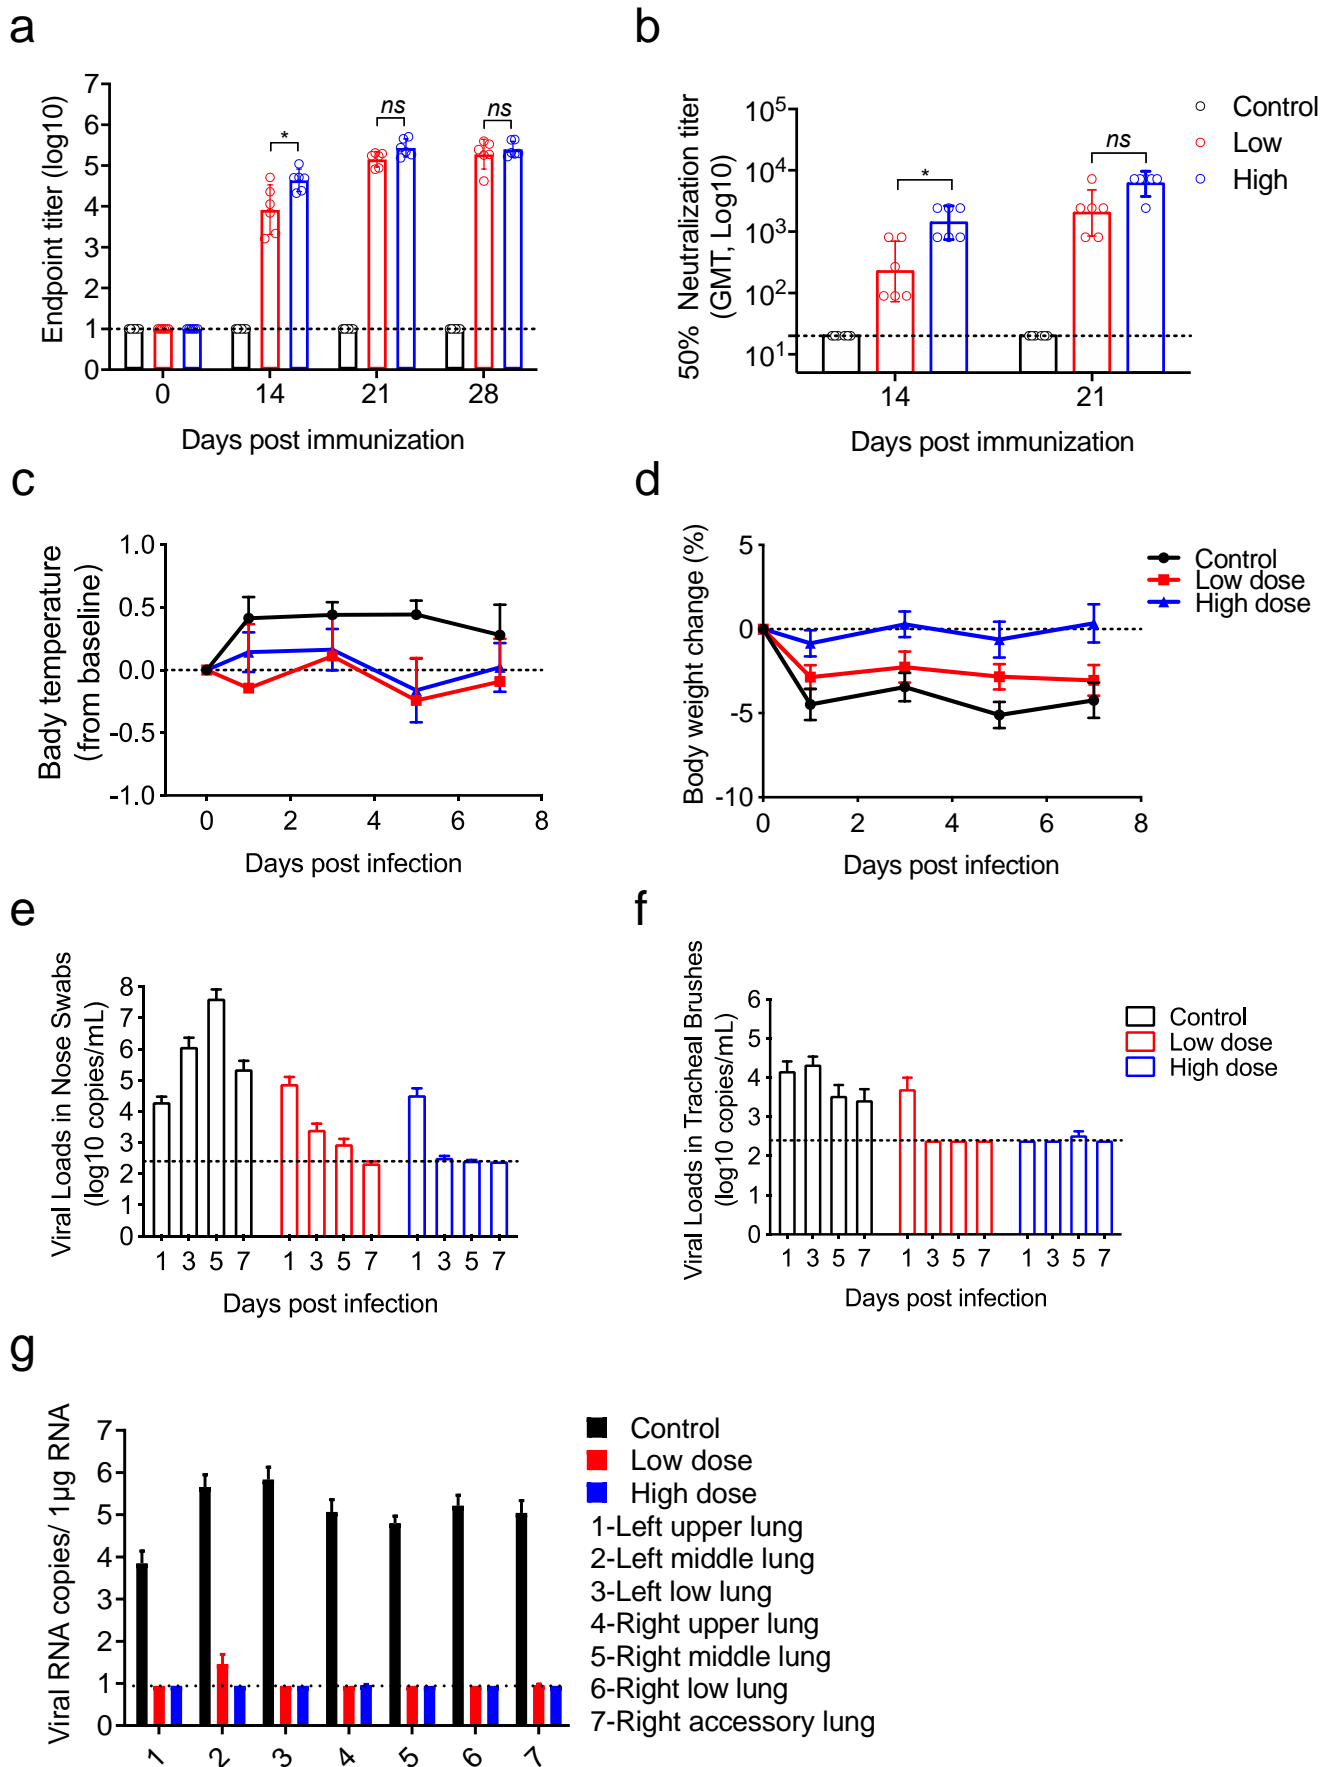 a
Endpoint titer (log10)
7
6
5
4
3
2
1
0
*
ns
ns
0 14 21 28
Days post immunization
b
50% Neutralization titer
(GMT, Log10)
10^5
10^4
10^3
10^2
10^1
*
ns
14 21
Days post immunization
Control
Low
High
c
Bady temperature
(from baseline)
1.0
0.5
0.0
-0.5
-1.0
0 2 4 6 8
Days post infection
d
Body weight change (%)
5
0
-5
-10
0 2 4 6 8
Days post infection
Control
Low dose
High dose
e
Viral Loads in Nose Swabs
(log10 copies/mL)
8
7
6
5
4
3
2
1
0
1 3 5 7 1 3 5 7 1 3 5 7
Days post infection
f
Viral Loads in Tracheal Brushes
(log10 copies/mL)
6
5
4
3
2
1
0
1 3 5 7 1 3 5 7 1 3 5 7
Days post infection
Control
Low dose
High dose
g
Viral RNA copies/ 1µg RNA
7
6
5
4
3
2
1
0
1 2 3 4 5 6 7
Control
Low dose
High dose
1-Left upper lung
2-Left middle lung
3-Left low lung
4-Right upper lung
5-Right middle lung
6-Right low lung
7-Right accessory lung